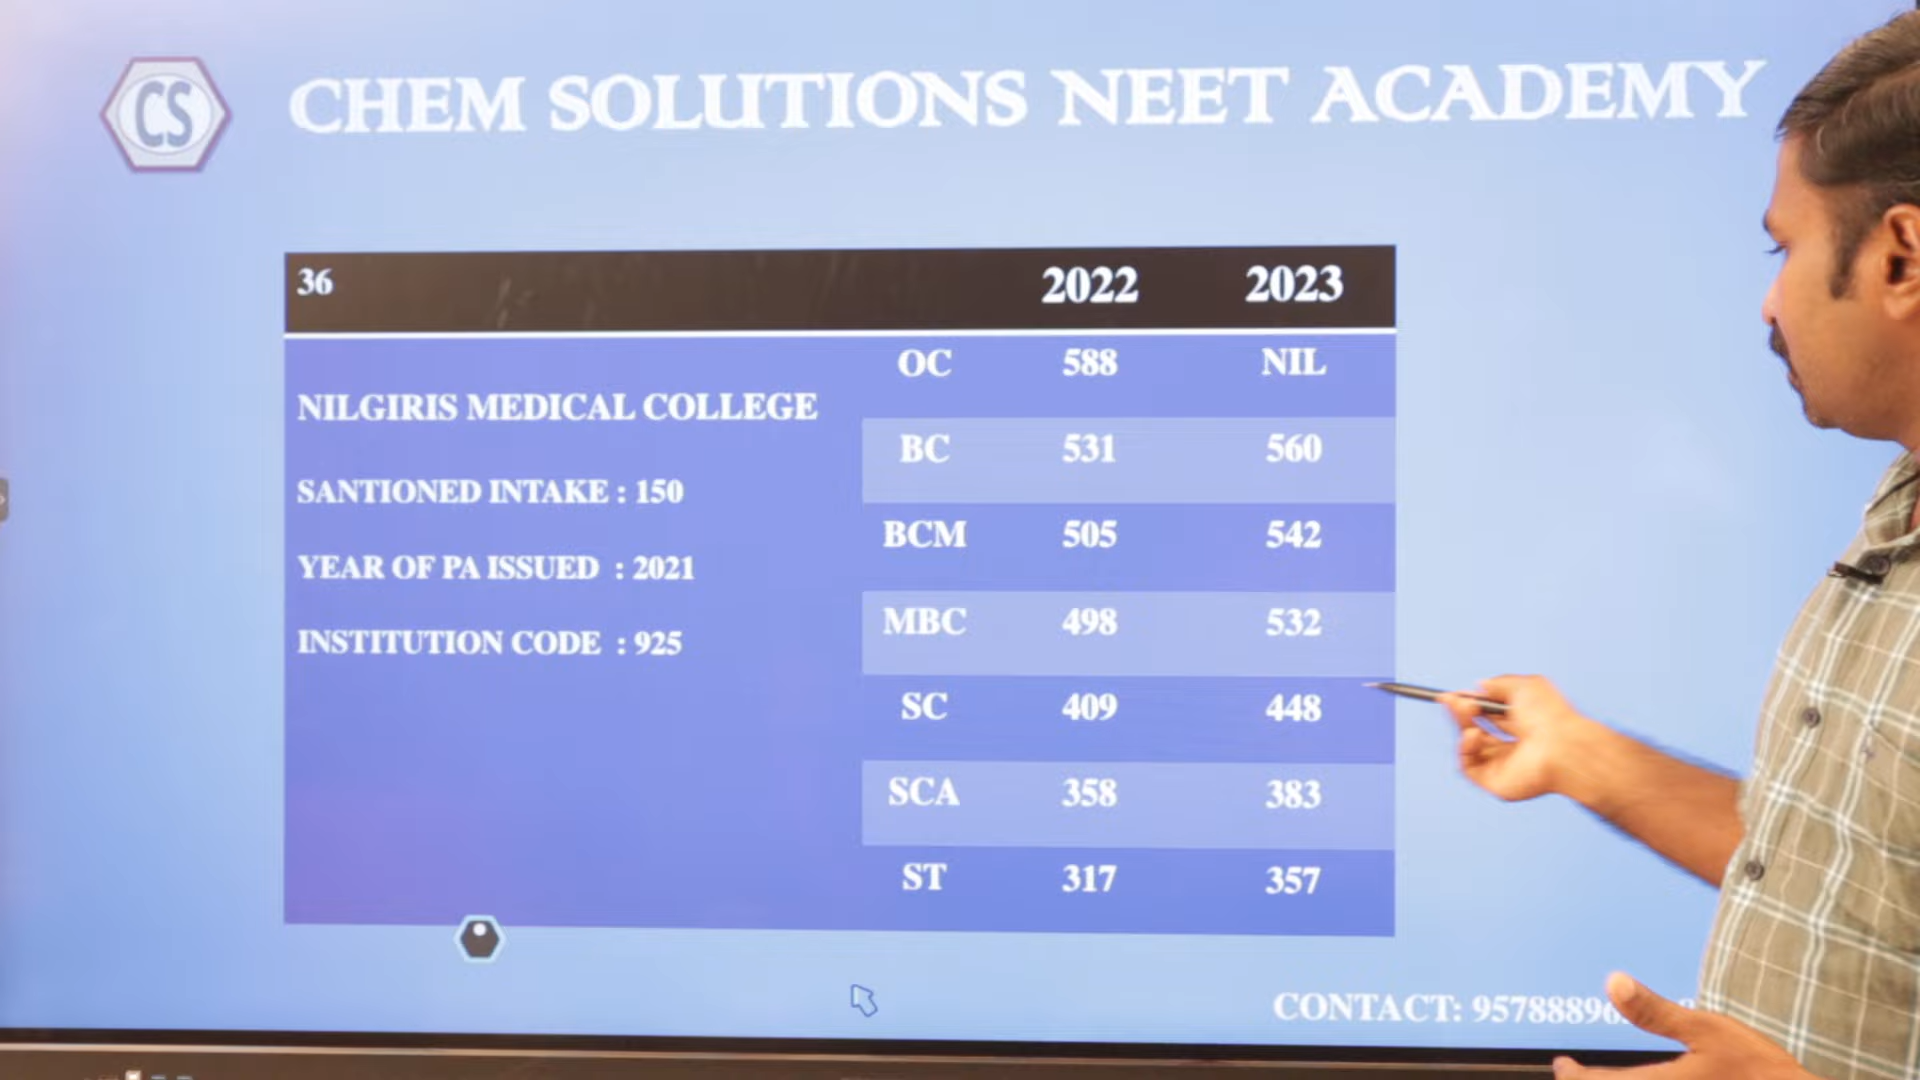 CS
CHEM SOLUTIONS NEET ACADEMY
36 2022 2023
NILGIRIS MEDICAL COLLEGE
SANTIONED INTAKE : 150
YEAR OF PA ISSUED : 2021
INSTITUTION CODE : 925
OC 588 NIL
BC 531 560
BCM 505 542
MBC 498 532
SC 409 448
SCA 358 383
ST 317 357
CONTACT: